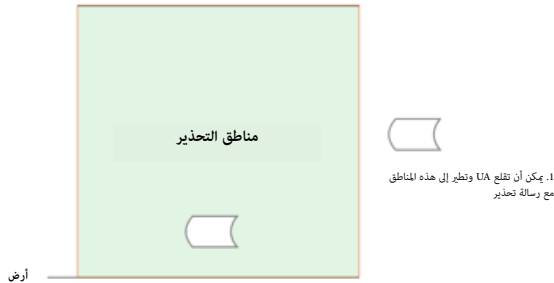 مناطق التحذير
1. يمكن أن تقلع UA وتطير إلى هذه المناطق
مع رسالة تحذير
أرض